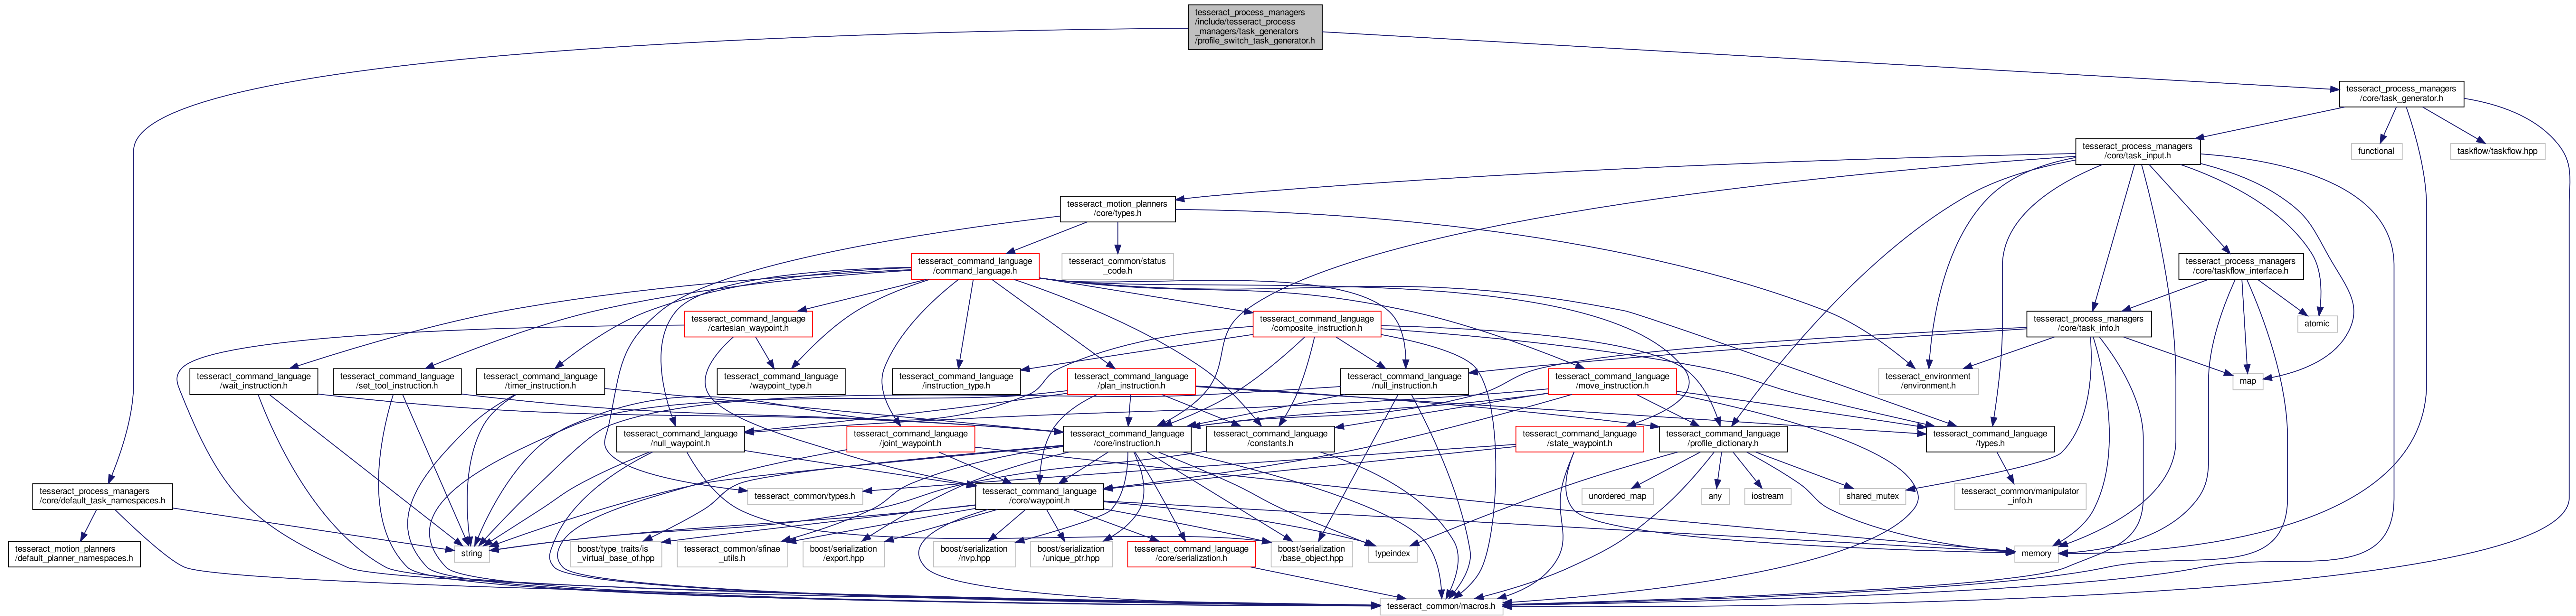 tesseract_process_managers
/include/tesseract_process
_managers/task_generators
/profile_switch_task_generator.h
tesseract_process_managers
/core/task_generator.h
tesseract_process_managers
/core/task_input.h
functional
taskflow/taskflow.hpp
tesseract_motion_planners
/core/types.h
tesseract_command_language
/command_language.h
tesseract_common/status
_code.h
tesseract_process_managers
/core/taskflow_interface.h
tesseract_command_language
/cartesian_waypoint.h
tesseract_command_language
/composite_instruction.h
tesseract_process_managers
/core/task_info.h
atomic
tesseract_command_language
/wait_instruction.h
tesseract_command_language
/set_tool_instruction.h
tesseract_command_language
/timer_instruction.h
tesseract_command_language
/waypoint_type.h
tesseract_command_language
/instruction_type.h
tesseract_command_language
/plan_instruction.h
tesseract_command_language
/null_instruction.h
tesseract_command_language
/move_instruction.h
tesseract_environment
/environment.h
map
tesseract_command_language
/null_waypoint.h
tesseract_command_language
/joint_waypoint.h
tesseract_command_language
/core/instruction.h
tesseract_command_language
/constants.h
tesseract_command_language
/state_waypoint.h
tesseract_command_language
/profile_dictionary.h
tesseract_command_language
/types.h
tesseract_process_managers
/core/default_task_namespaces.h
tesseract_common/types.h
tesseract_command_language
/core/waypoint.h
unordered_map
any
iostream
shared_mutex
tesseract_common/manipulator
_info.h
tesseract_motion_planners
/default_planner_namespaces.h
string
boost/type_traits/is
_virtual_base_of.hpp
tesseract_common/sfinae
_utils.h
boost/serialization
/export.hpp
boost/serialization
/nvp.hpp
boost/serialization
/unique_ptr.hpp
tesseract_command_language
/core/serialization.h
boost/serialization
/base_object.hpp
typeindex
memory
tesseract_common/macros.h